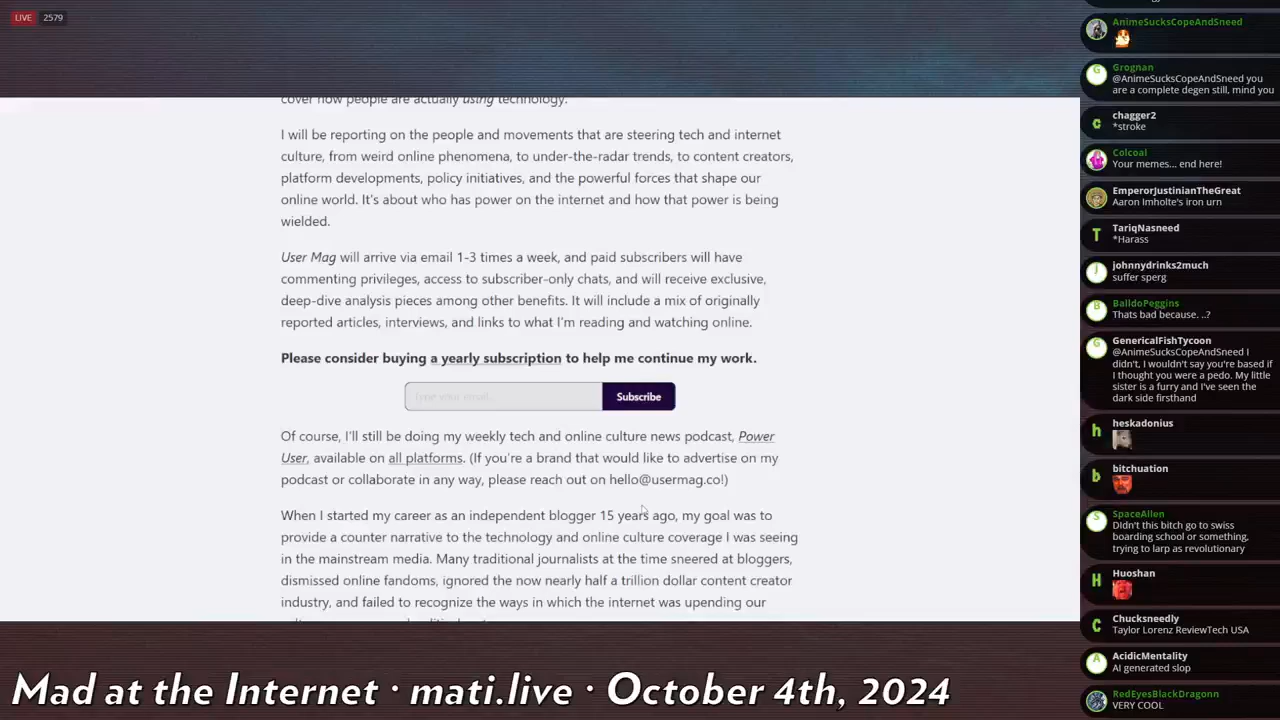 LIVE 2579
cover how people are actually using technology.
I will be reporting on the people and movements that are steering tech and internet
culture, from weird online phenomena, to under-the-radar trends, to content creators,
platform developments, policy initiatives, and the powerful forces that shape our
online world. It's about who has power on the internet and how that power is being
wielded.
User Mag will arrive via email 1-3 times a week, and paid subscribers will have
commenting privileges, access to subscriber-only chats, and will receive exclusive,
deep-dive analysis pieces among other benefits. It will include a mix of originally
reported articles, interviews, and links to what I'm reading and watching online.
Please consider buying a yearly subscription to help me continue my work.
Type your email...
Subscribe
Of course, I'll still be doing my weekly tech and online culture news podcast, Power
User, available on all platforms. (If you're a brand that would like to advertise on my
podcast or collaborate in any way, please reach out on hello@usermag.co!)
When I started my career as an independent blogger 15 years ago, my goal was to
provide a counter narrative to the technology and online culture coverage I was seeing
in the mainstream media. Many traditional journalists at the time sneered at bloggers,
dismissed online fandoms, ignored the now nearly half a trillion dollar content creator
industry, and failed to recognize the ways in which the internet was upending our
AnimeSucksCopeAndSneed
G
Grognan
@AnimeSucksCopeAndSneed you
are a complete degen still, mind you
c
chagger2
*stroke
Colcoal
Your memes... end here!
EmperorJustinianTheGreat
Aaron Imholte's iron urn
T
TariqNasneed
*Harass
j
johnnydrinks2much
suffer sperg
B
BalldoPeggins
Thats bad because. ..?
G
GenericalFishTycoon
@AnimeSucksCopeAndSneed I
didn't, I wouldn't say you're based if
I thought you were a pedo. My little
sister is a furry and I've seen the
dark side firsthand
h
heskadonius
b
bitchuation
S
SpaceAllen
DIdn't this bitch go to swiss
boarding school or something,
trying to larp as revolutionary
H
Huoshan
C
Chucksneedly
Taylor Lorenz ReviewTech USA
A
AcidicMentality
AI generated slop
RedEyesBlackDragonn
VERY COOL
Mad at the Internet · mati.live · October 4th, 2024